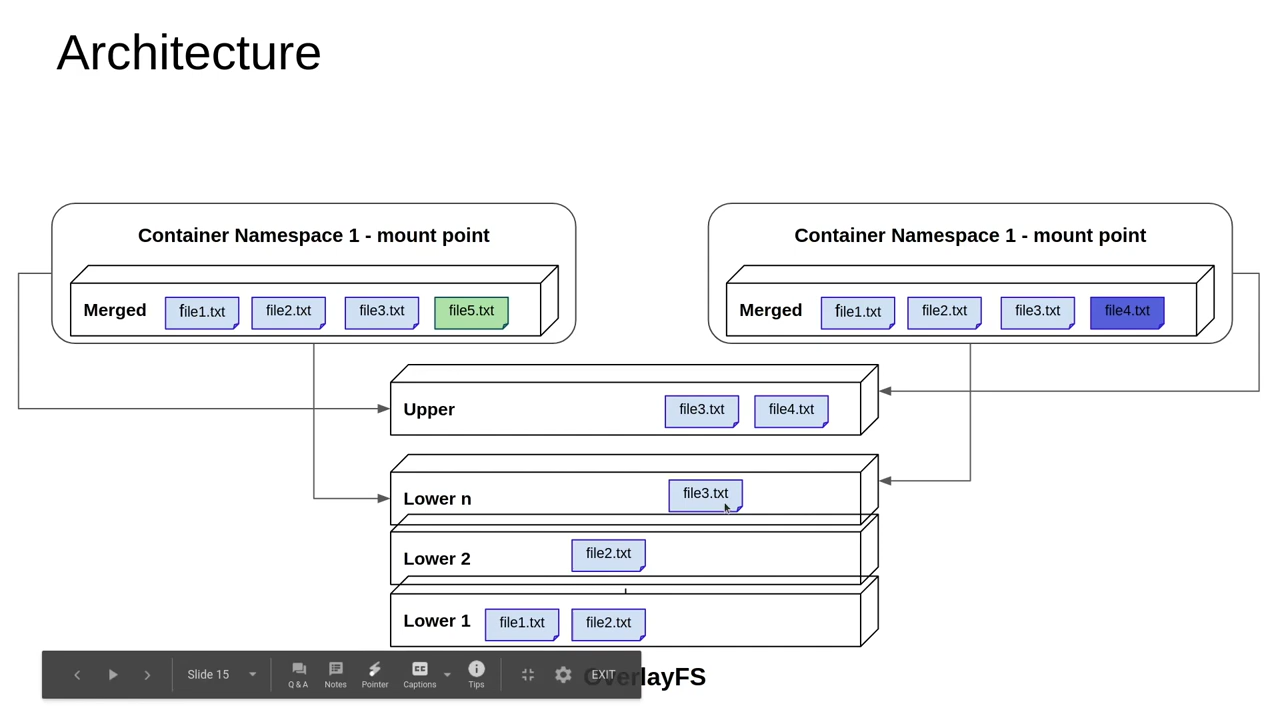 Architecture
Container Namespace 1 - mount point
Merged file1.txt file2.txt file3.txt file5.txt
Container Namespace 1 - mount point
Merged file1.txt file2.txt file3.txt file4.txt
Upper file3.txt file4.txt
Lower n file3.txt
Lower 2 file2.txt
Lower 1 file1.txt file2.txt
OverlayFS
Slide 15 Q & A Notes Pointer CC Captions Tips EXIT